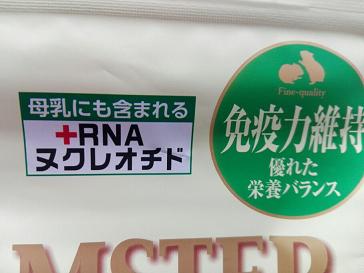 母乳にも含まれる
+RNA
ヌクレオチド
Fine-quality
免疫力維持
優れた
栄養バランス
MSTER